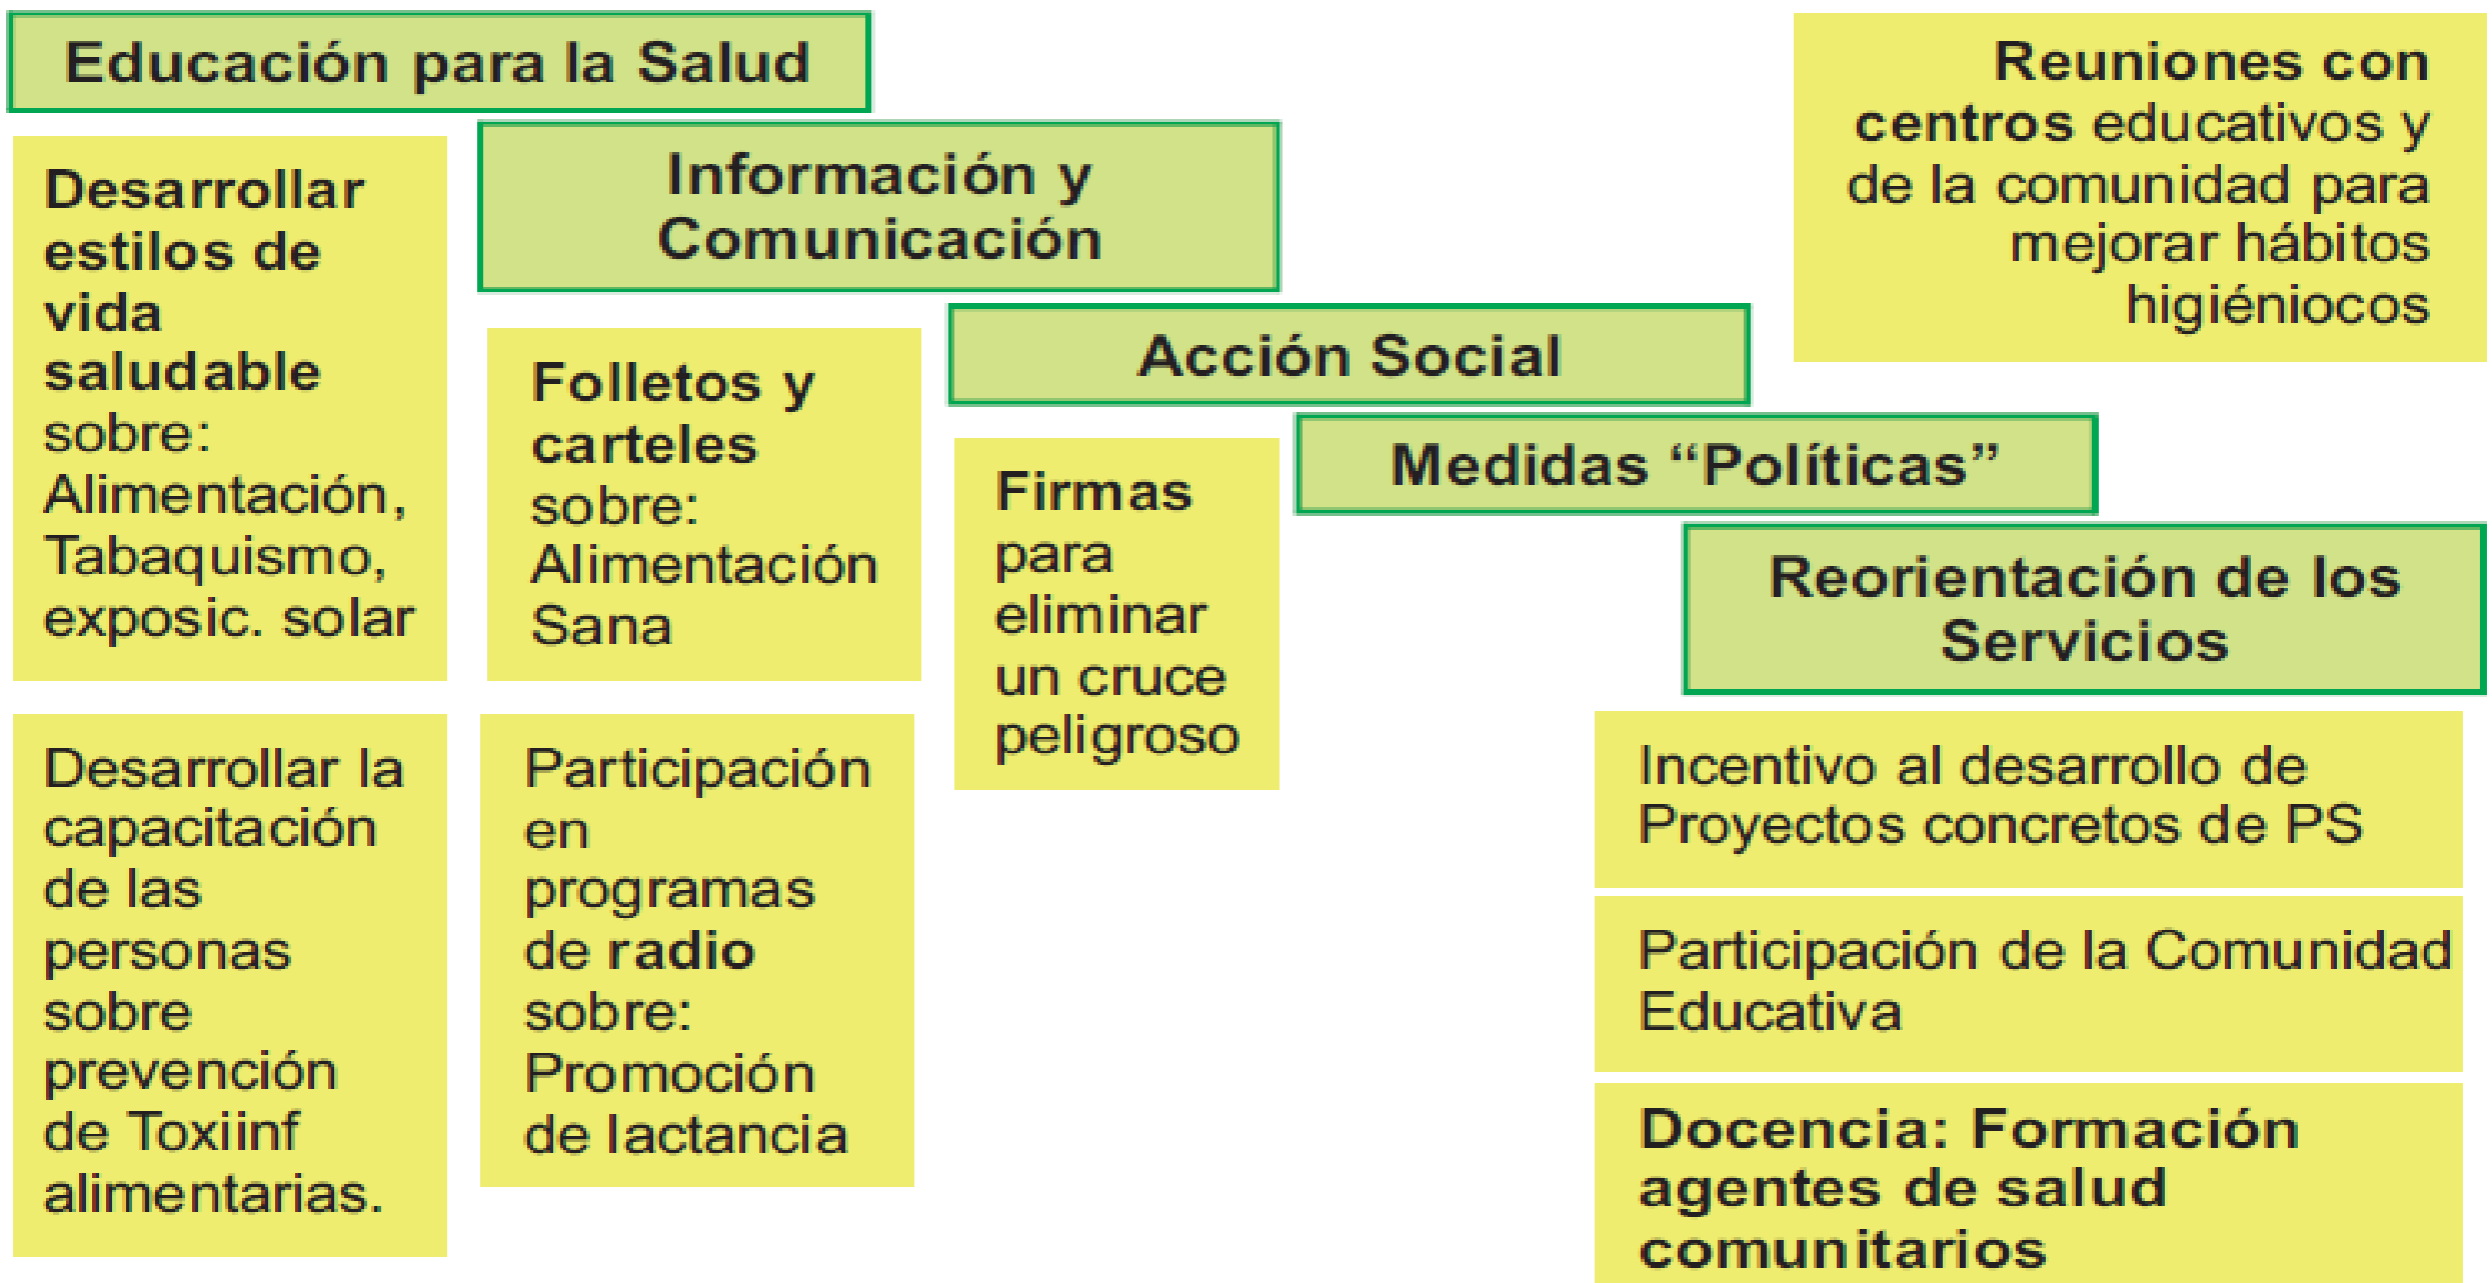 Educación para la Salud
Desarrollar
estilos de
vida
saludable
sobre:
Alimentación,
Tabaquismo,
exposic. solar
Desarrollar la
capacitación
de las
personas
sobre
prevención
de Toxiinf
alimentarias.
Información y
Comunicación
Folletos y
carteles
sobre:
Alimentación
Sana
Participación
en
programas
de radio
sobre:
Promoción
de lactancia
Acción Social
Firmas
para
eliminar
un cruce
peligroso
Medidas “Políticas”
Reuniones con
centros educativos y
de la comunidad para
mejorar hábitos
higiéniocos
Reorientación de los
Servicios
Incentivo al desarrollo de
Proyectos concretos de PS
Participación de la Comunidad
Educativa
Docencia: Formación
agentes de salud
comunitarios